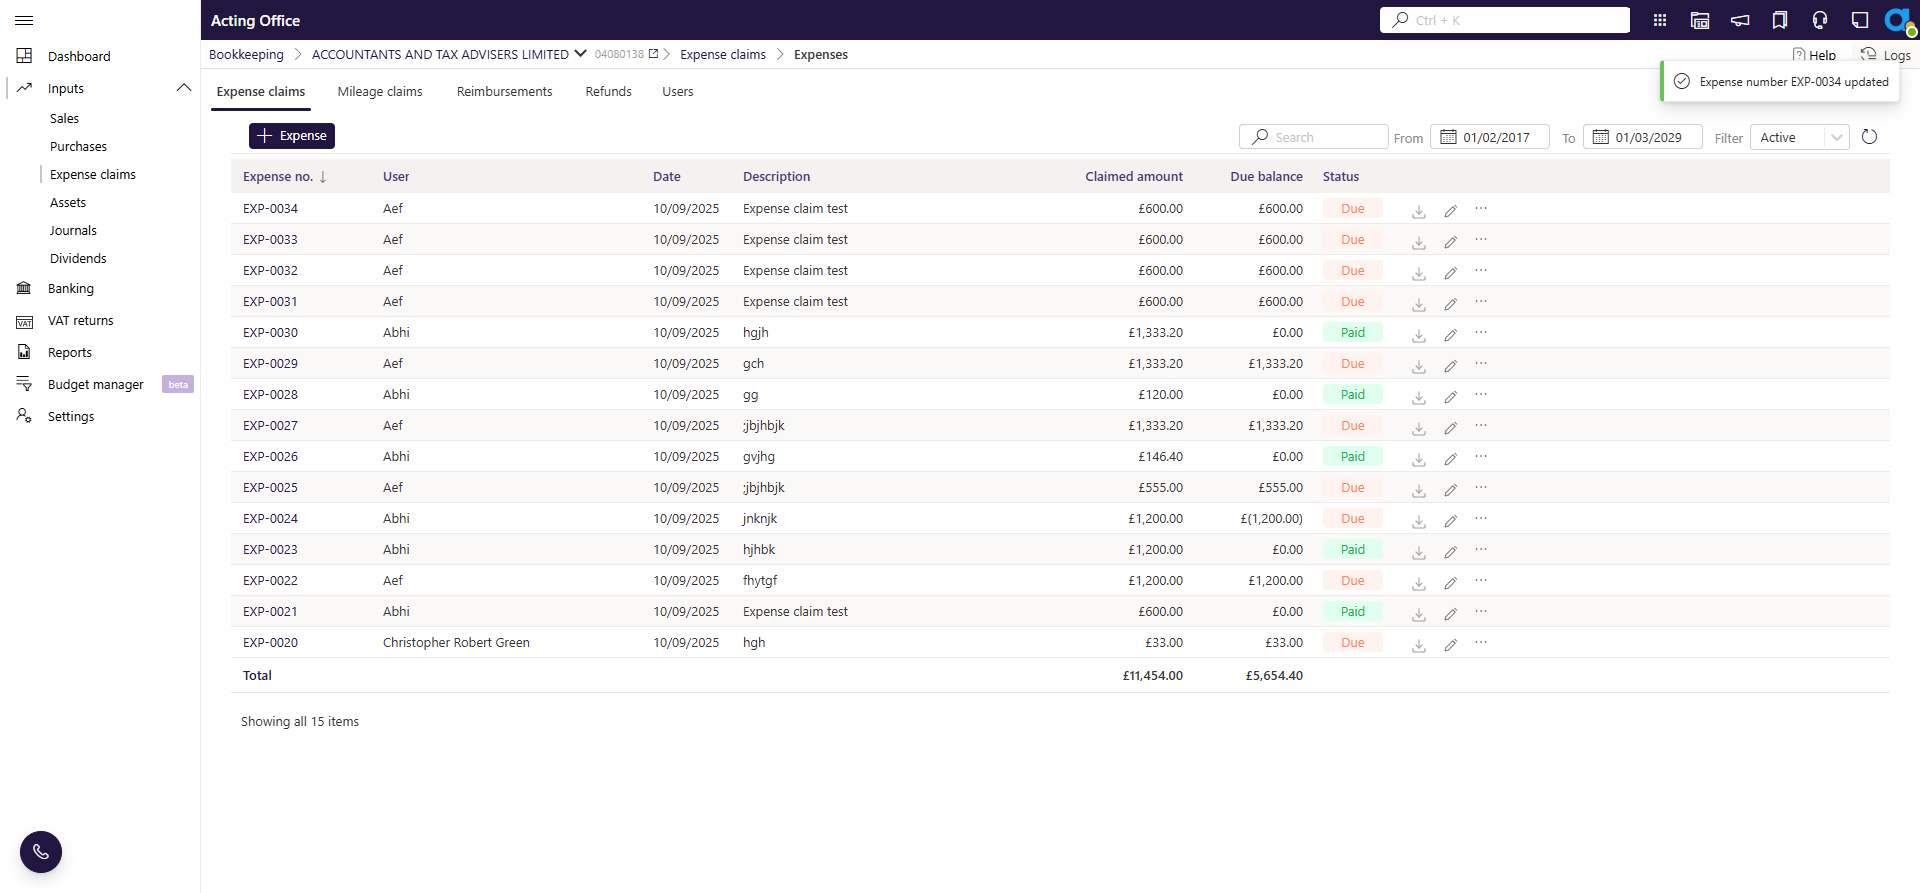 Acting Office
Ctrl + K
Bookkeeping ACCOUNTANTS AND TAX ADVISERS LIMITED 04080138 Expense claims Expenses
Help Logs
Expense number EXP-0034 updated
Dashboard
Inputs
Sales
Purchases
Expense claims
Assets
Journals
Dividends
Banking
VAT returns
Reports
Budget manager beta
Settings
Expense claims Mileage claims Reimbursements Refunds Users
Expense
Search From 01/02/2017 To 01/03/2029 Filter Active
Expense no. User Date Description Claimed amount Due balance Status
EXP-0034 Aef 10/09/2025 Expense claim test £600.00 £600.00 Due
EXP-0033 Aef 10/09/2025 Expense claim test £600.00 £600.00 Due
EXP-0032 Aef 10/09/2025 Expense claim test £600.00 £600.00 Due
EXP-0031 Aef 10/09/2025 Expense claim test £600.00 £600.00 Due
EXP-0030 Abhi 10/09/2025 hgjh £1,333.20 £0.00 Paid
EXP-0029 Aef 10/09/2025 gch £1,333.20 £1,333.20 Due
EXP-0028 Abhi 10/09/2025 gg £120.00 £0.00 Paid
EXP-0027 Aef 10/09/2025 ;jbjhbjk £1,333.20 £1,333.20 Due
EXP-0026 Abhi 10/09/2025 gvjhg £146.40 £0.00 Paid
EXP-0025 Aef 10/09/2025 ;jbjhbjk £555.00 £555.00 Due
EXP-0024 Abhi 10/09/2025 jnknjk £1,200.00 £(1,200.00) Due
EXP-0023 Abhi 10/09/2025 hjhbk £1,200.00 £0.00 Paid
EXP-0022 Aef 10/09/2025 fhytgf £1,200.00 £1,200.00 Due
EXP-0021 Abhi 10/09/2025 Expense claim test £600.00 £0.00 Paid
EXP-0020 Christopher Robert Green 10/09/2025 hgh £33.00 £33.00 Due
Total £11,454.00 £5,654.40
Showing all 15 items